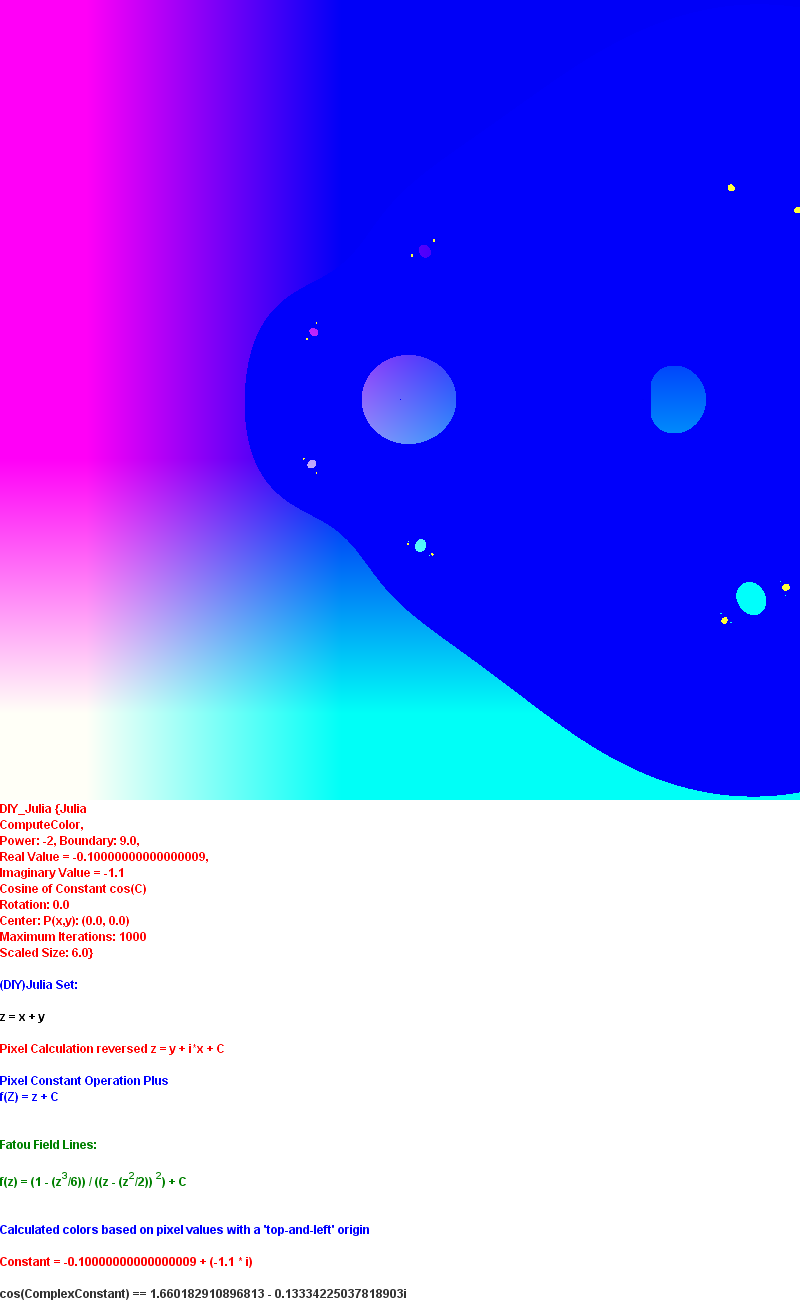 DIY_Julia {Julia
ComputeColor,
Power: -2, Boundary: 9.0,
Real Value = -0.10000000000000009,
Imaginary Value = -1.1
Cosine of Constant cos(C)
Rotation: 0.0
Center: P(x,y): (0.0, 0.0)
Maximum Iterations: 1000
Scaled Size: 6.0}
(DIY)Julia Set:
z = x + y
Pixel Calculation reversed z = y + i*x + C
Pixel Constant Operation Plus
f(Z) = z + C
Fatou Field Lines:
f(z) = (1 - (z^3/6)) / ((z - (z^2/2)) ^2) + C
Calculated colors based on pixel values with a 'top-and-left' origin
Constant = -0.10000000000000009 + (-1.1 * i)
cos(ComplexConstant) == 1.660182910896813 - 0.13334225037818903i